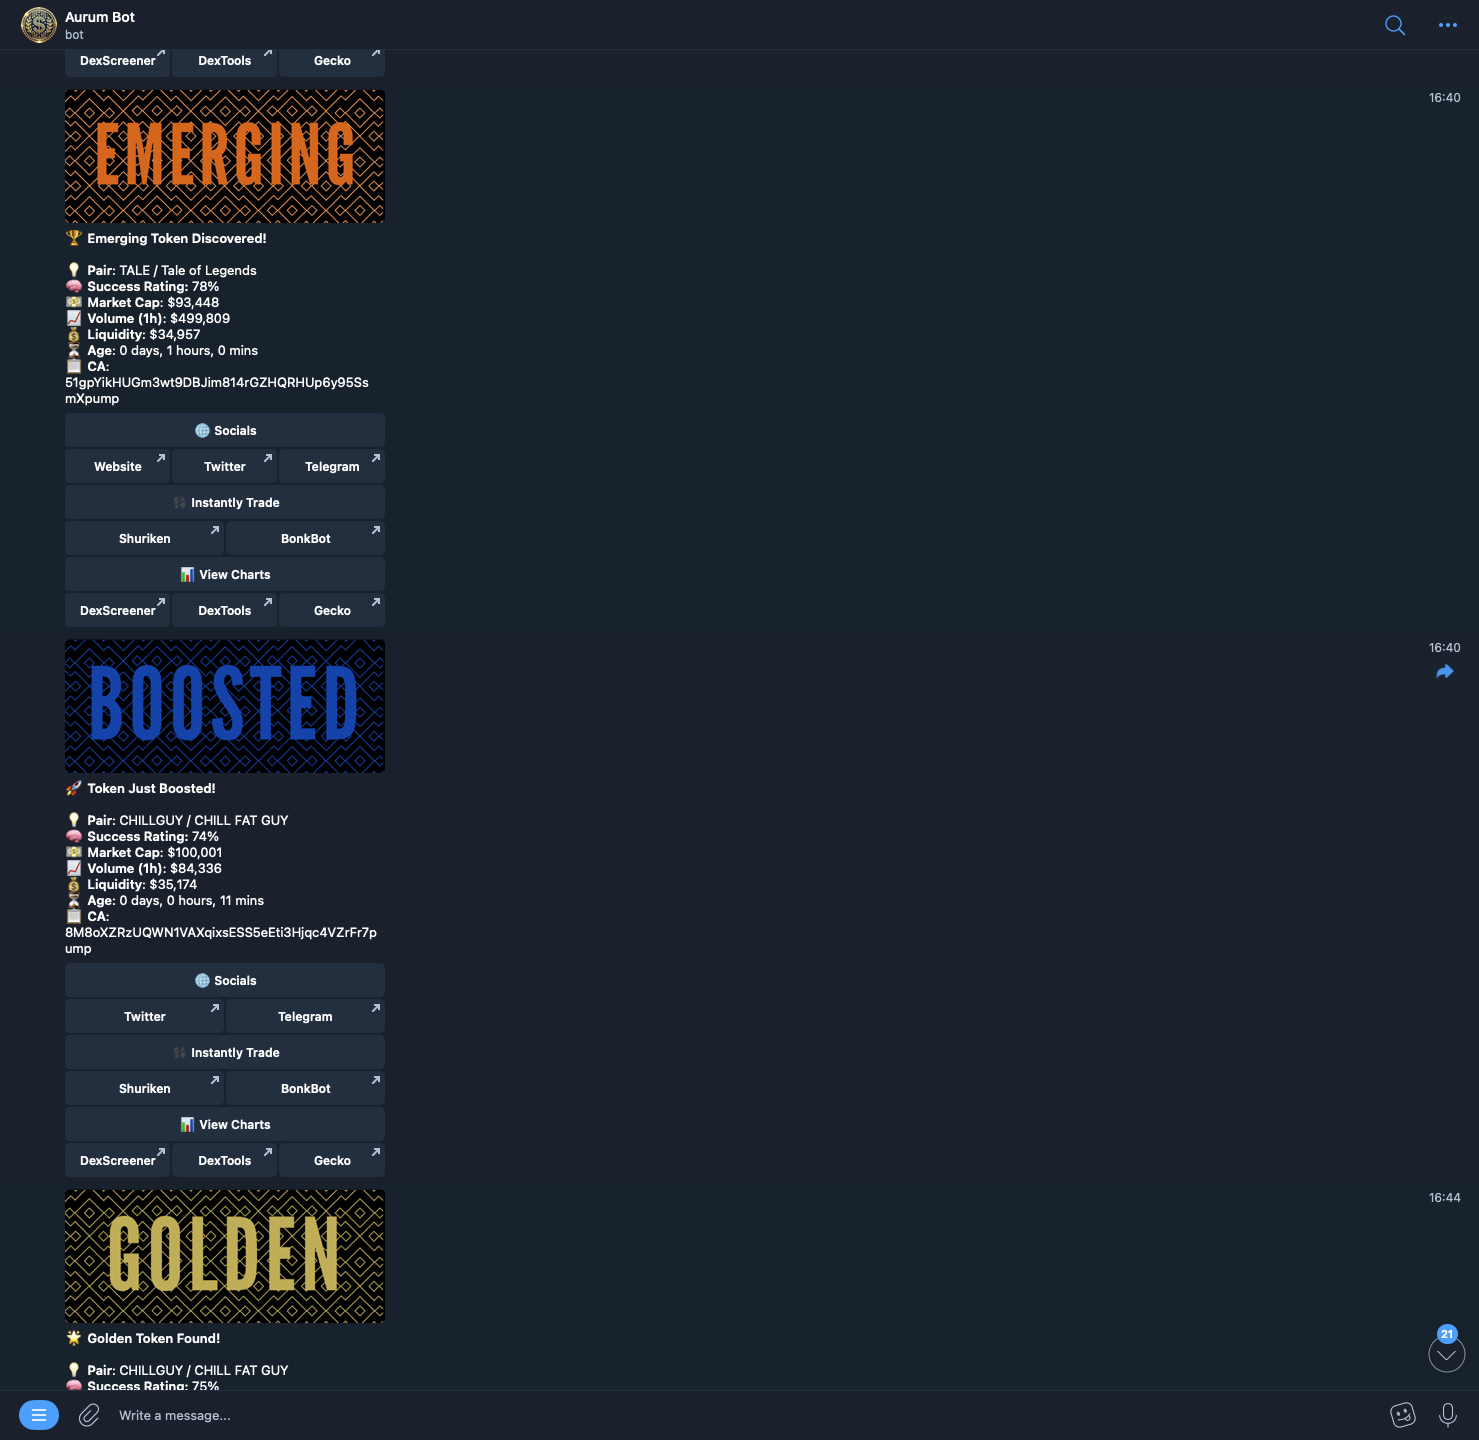 Aurum Bot
bot
DexScreener DexTools Gecko
16:40
EMERGING
Emerging Token Discovered!
Pair: TALE / Tale of Legends
Success Rating: 78%
Market Cap: $93,448
Volume (1h): $499,809
Liquidity: $34,957
Age: 0 days, 1 hours, 0 mins
CA:
51gpYikHUGm3wt9DBJim814rGZHQRHUp6y95Ss
mXpump
Socials
Website Twitter Telegram
Instantly Trade
Shuriken BonkBot
View Charts
DexScreener DexTools Gecko
16:40
BOOSTED
Token Just Boosted!
Pair: CHILLGUY / CHILL FAT GUY
Success Rating: 74%
Market Cap: $100,001
Volume (1h): $84,336
Liquidity: $35,174
Age: 0 days, 0 hours, 11 mins
CA:
8M8oXZRzUQWN1VAXqixsESS5eEti3Hjqc4VZrFr7p
ump
Socials
Twitter Telegram
Instantly Trade
Shuriken BonkBot
View Charts
DexScreener DexTools Gecko
16:44
GOLDEN
Golden Token Found!
Pair: CHILLGUY / CHILL FAT GUY
Success Rating: 75%
21
Write a message...